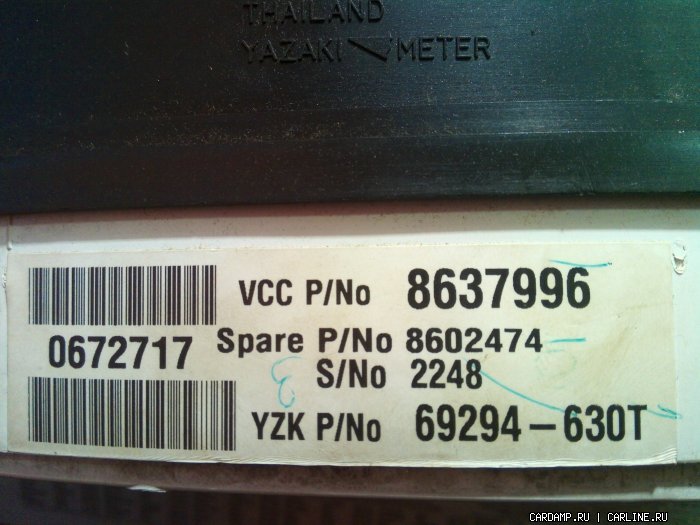 THAILAND
YAZAKI METER
VCC P/No 8637996
0672717
Spare P/No 8602474
S/No 2248
YZK P/No 69294-630T
CARDAMP.RU | CARLINE.RU